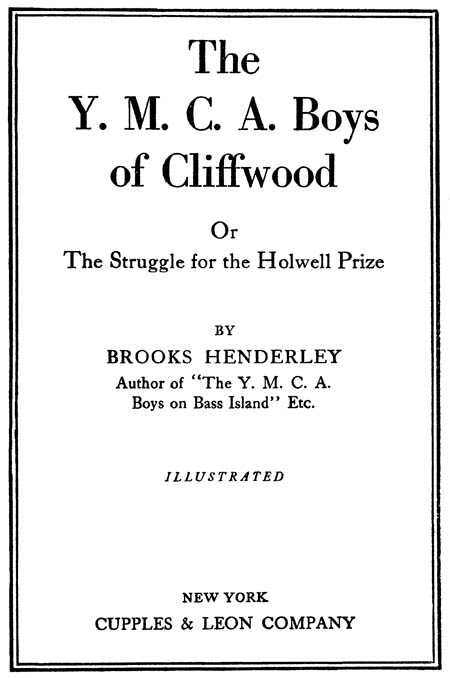 The
Y. M. C. A. Boys
of Cliffwood
Or
The Struggle for the Holwell Prize
BY
BROOKS HENDERLEY
Author of "The Y. M. C. A.
Boys on Bass Island" Etc.
ILLUSTRATED
NEW YORK
CUPPLES & LEON COMPANY